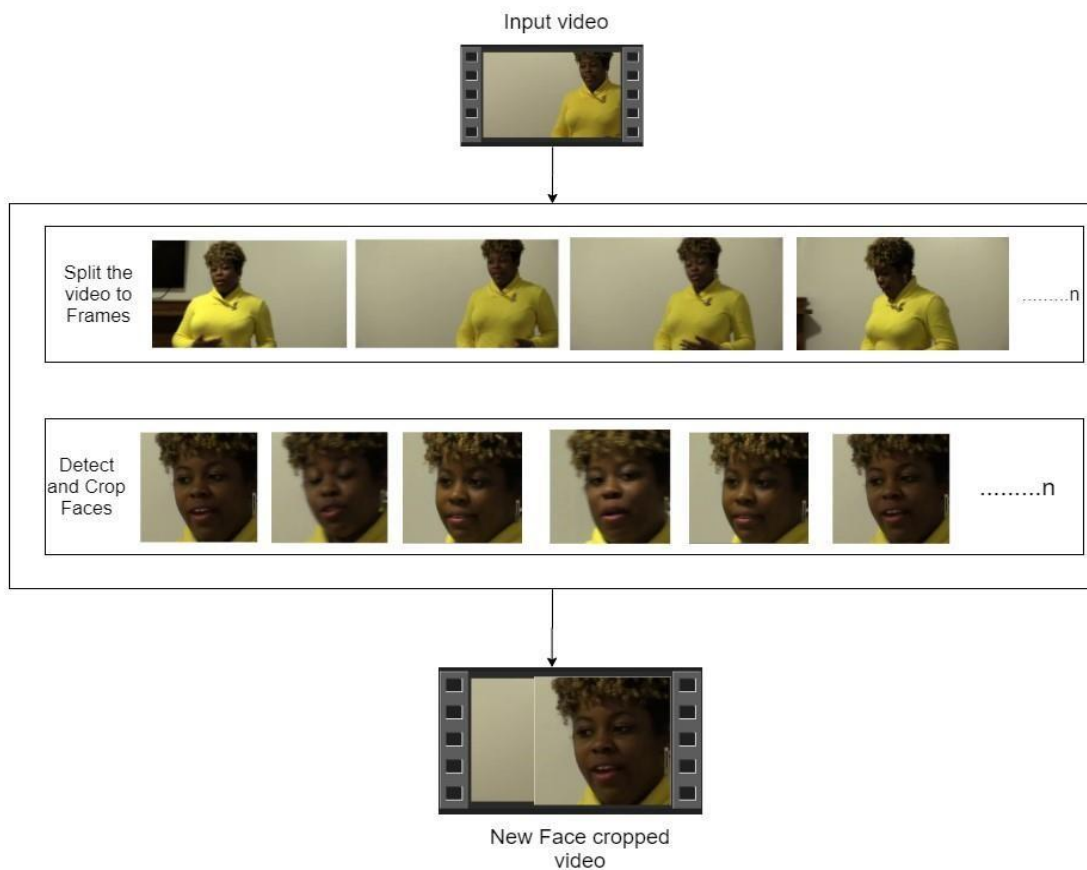 Input video
Split the
video to
Frames
.........n
Detect
and Crop
Faces
.........n
New Face cropped
video